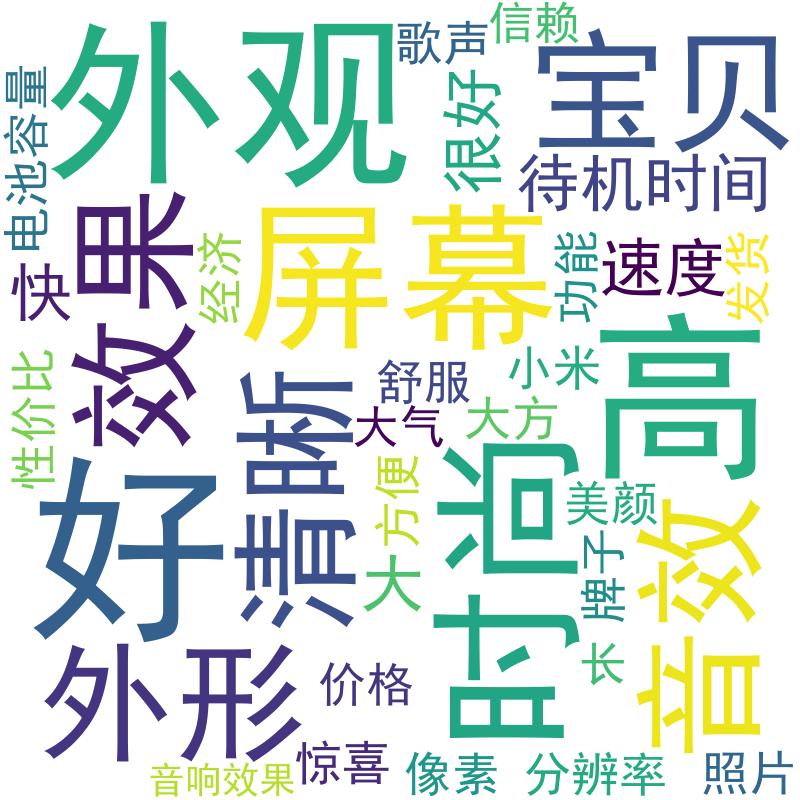 外观
歌声
信赖
宝贝
电池容量
很好
待机时间
效果
屏幕
快
经济
功能
速度
发货
高
性价比
清晰
舒服
小米
大气
大方
时尚
好
方便
美颜
音效
大
牌子
外形
价格
长
惊喜
音响效果
像素
分辨率
照片